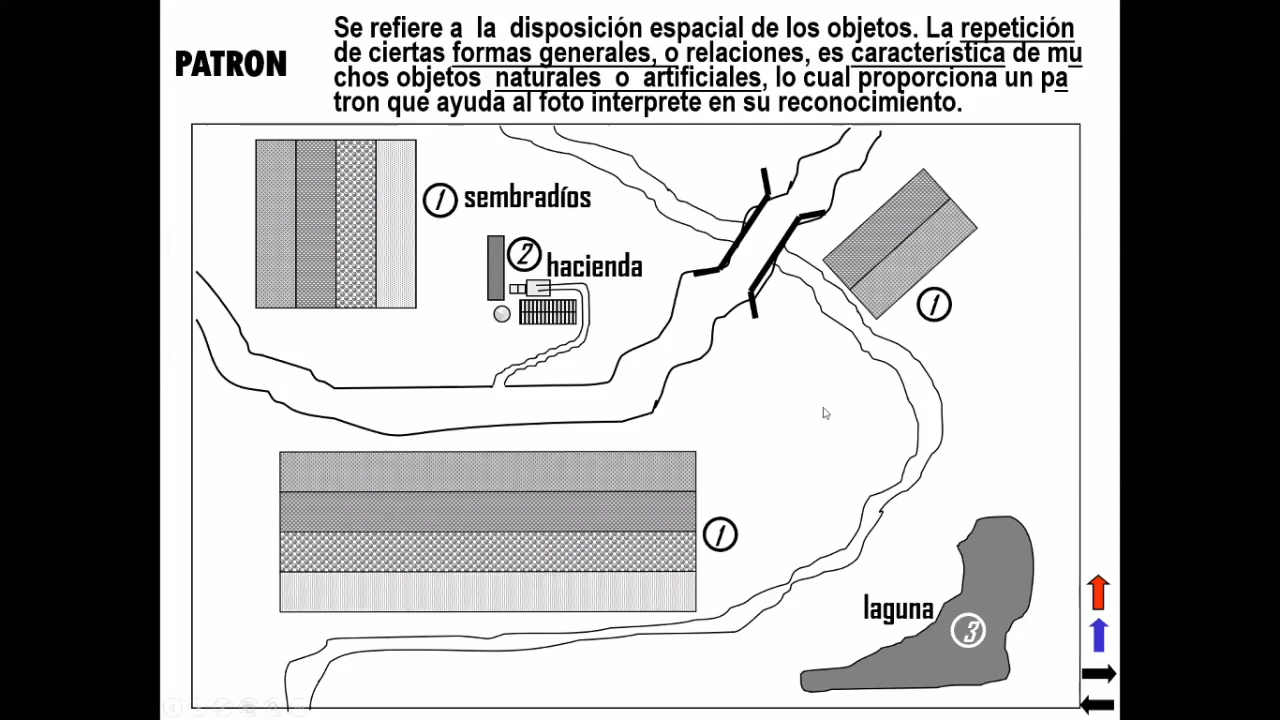 PATRON
Se refiere a la disposición espacial de los objetos. La repetición
de ciertas formas generales, o relaciones, es característica de mu
chos objetos naturales o artificiales, lo cual proporciona un pa
tron que ayuda al foto interprete en su reconocimiento.
1 sembradíos
2 hacienda
1
1
laguna
3